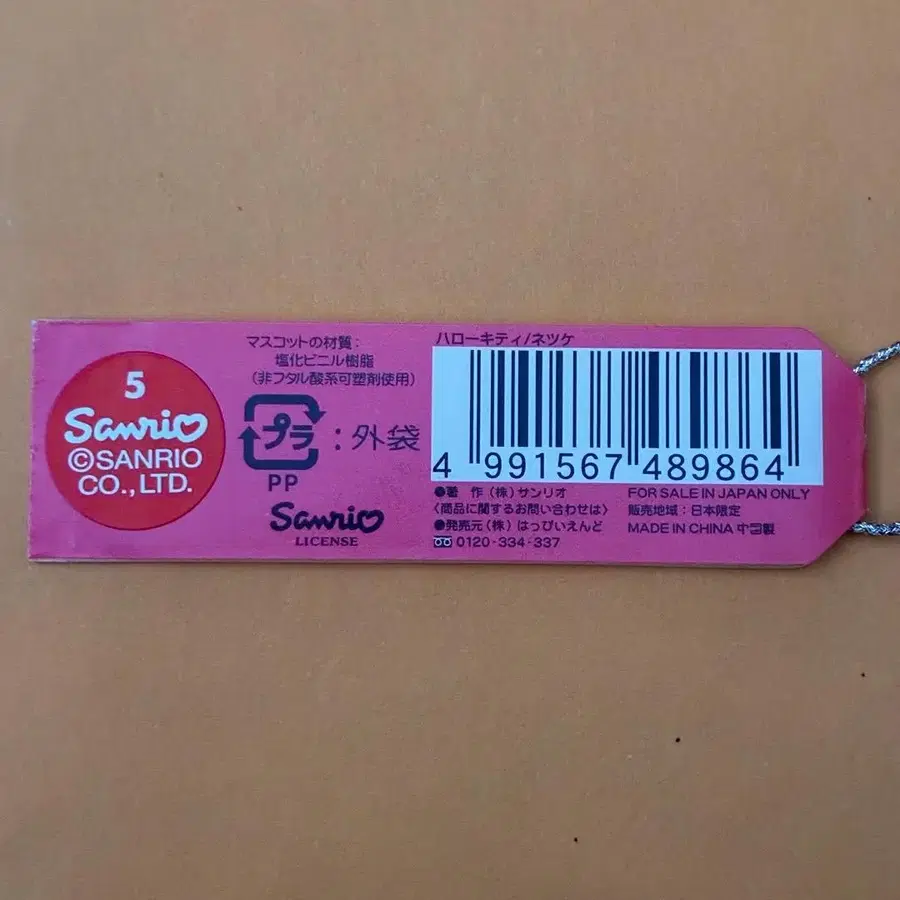 5
Sanrio
©SANRIO
CO., LTD.
マスコットの材質:
塩化ビニル樹脂
(非フタル酸系可塑剤使用)
プラ:外袋
PP
Sanrio
LICENSE
ハローキティ/ネツケ
4 991567 489864
●著 作 (株) サンリオ
〈商品に関するお問い合わせは〉
●発売元 (株) はっぴいえんど
0120-334-337
FOR SALE IN JAPAN ONLY
販売地域:日本限定
MADE IN CHINA 中国製